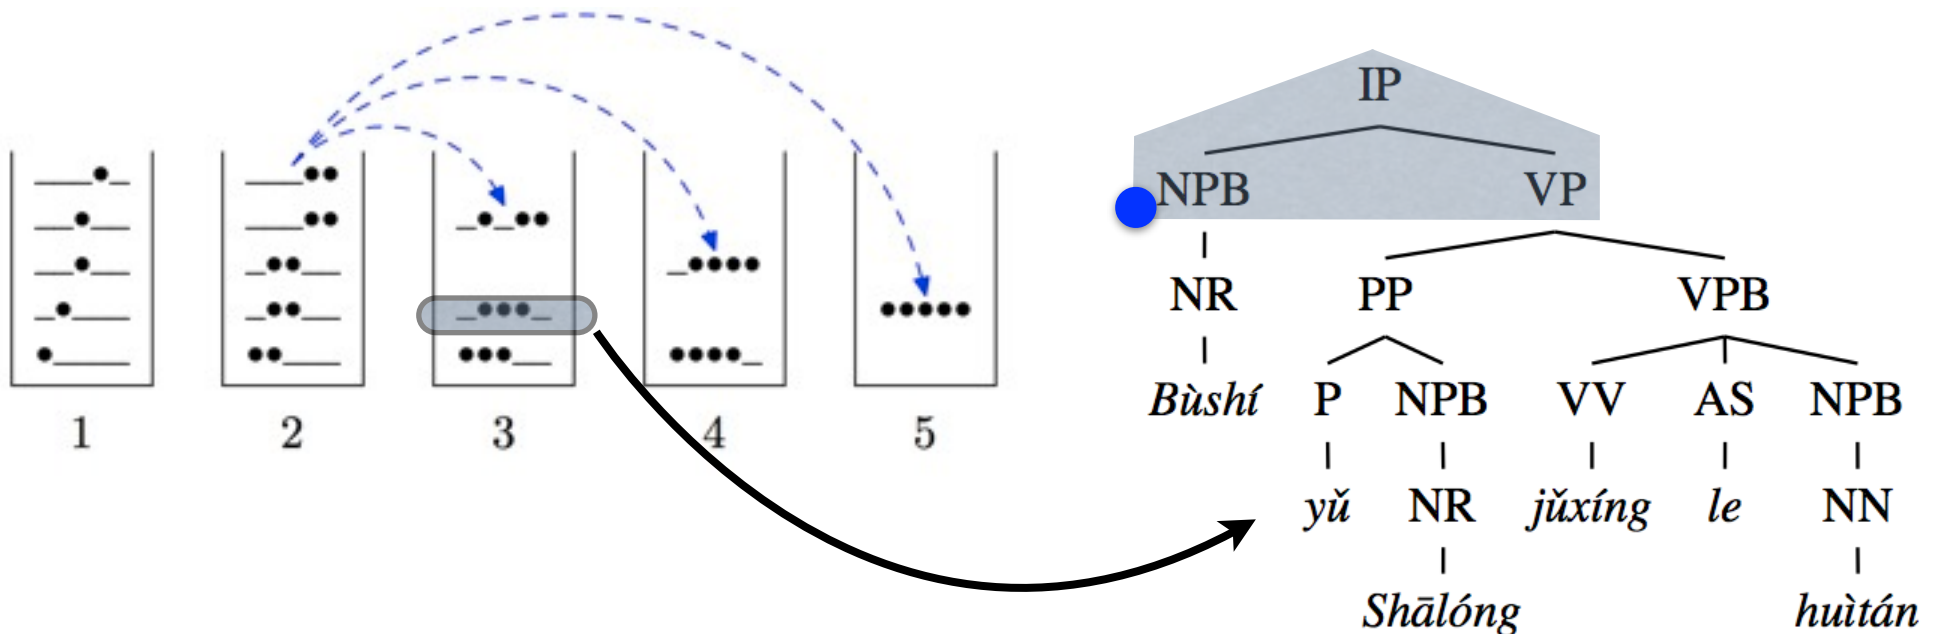 1 2 3 4 5
IP
NPB VP
NR PP VPB
Bùshí P NPB VV AS NPB
yǔ NR jǔxíng le NN
Shālóng huìtán